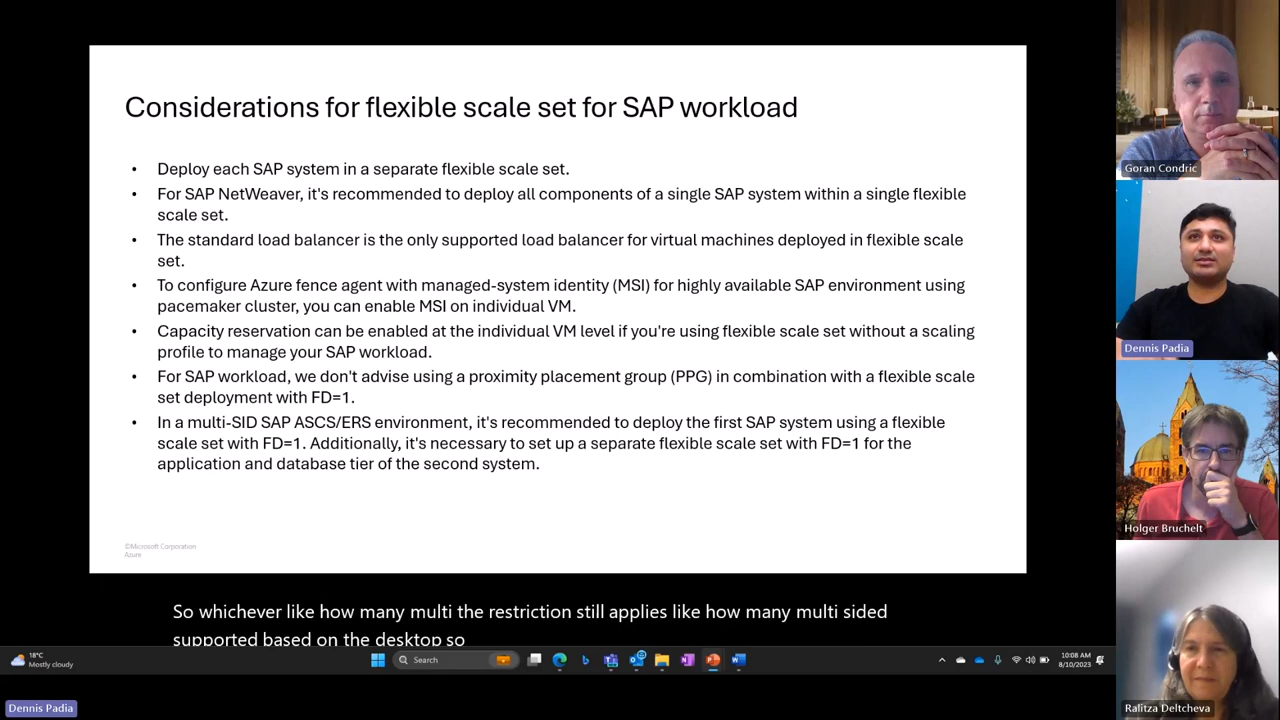 Considerations for flexible scale set for SAP workload
• Deploy each SAP system in a separate flexible scale set.
• For SAP NetWeaver, it's recommended to deploy all components of a single SAP system within a single flexible
scale set.
• The standard load balancer is the only supported load balancer for virtual machines deployed in flexible scale
set.
• To configure Azure fence agent with managed-system identity (MSI) for highly available SAP environment using
pacemaker cluster, you can enable MSI on individual VM.
• Capacity reservation can be enabled at the individual VM level if you're using flexible scale set without a scaling
profile to manage your SAP workload.
• For SAP workload, we don't advise using a proximity placement group (PPG) in combination with a flexible scale
set deployment with FD=1.
• In a multi-SID SAP ASCS/ERS environment, it's recommended to deploy the first SAP system using a flexible
scale set with FD=1. Additionally, it's necessary to set up a separate flexible scale set with FD=1 for the
application and database tier of the second system.
©Microsoft Corporation
Azure
So whichever like how many multi the restriction still applies like how many multi sided
supported based on the desktop so
18°C
Mostly cloudy
Search
10:08 AM
8/10/2023
Dennis Padia
Goran Condric
Dennis Padia
Holger Bruchelt
Ralitza Deltcheva